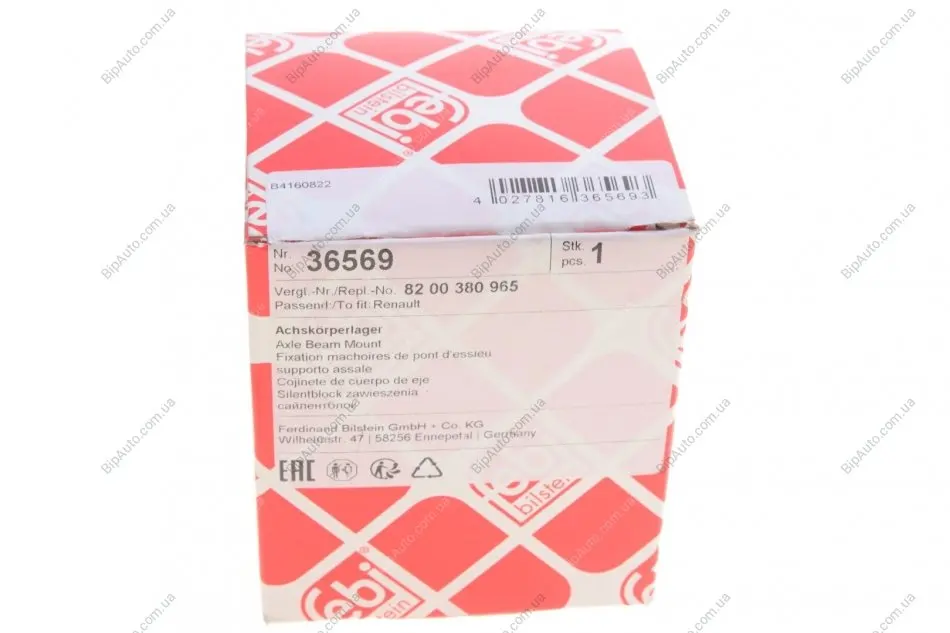 febi
bilstein
B4160822
4 027816 365693
Nr.
No. 36569
Stk.
pcs. 1
Vergl.-Nr./Repl.-No. 82 00 380 965
Passend:/To fit: Renault
Achskörperlager
Axle Beam Mount
Fixation machoires de pont d'essieu
supporto assale
Cojinete de cuerpo de eje
Silentblock zawieszenia
сайлентблок
Ferdinand Bilstein GmbH + Co. KG
Wilhelmstr. 47 | 58256 Ennepetal | Germany
EAC
bilstein
febi
bilstein
BipAuto.com.ua